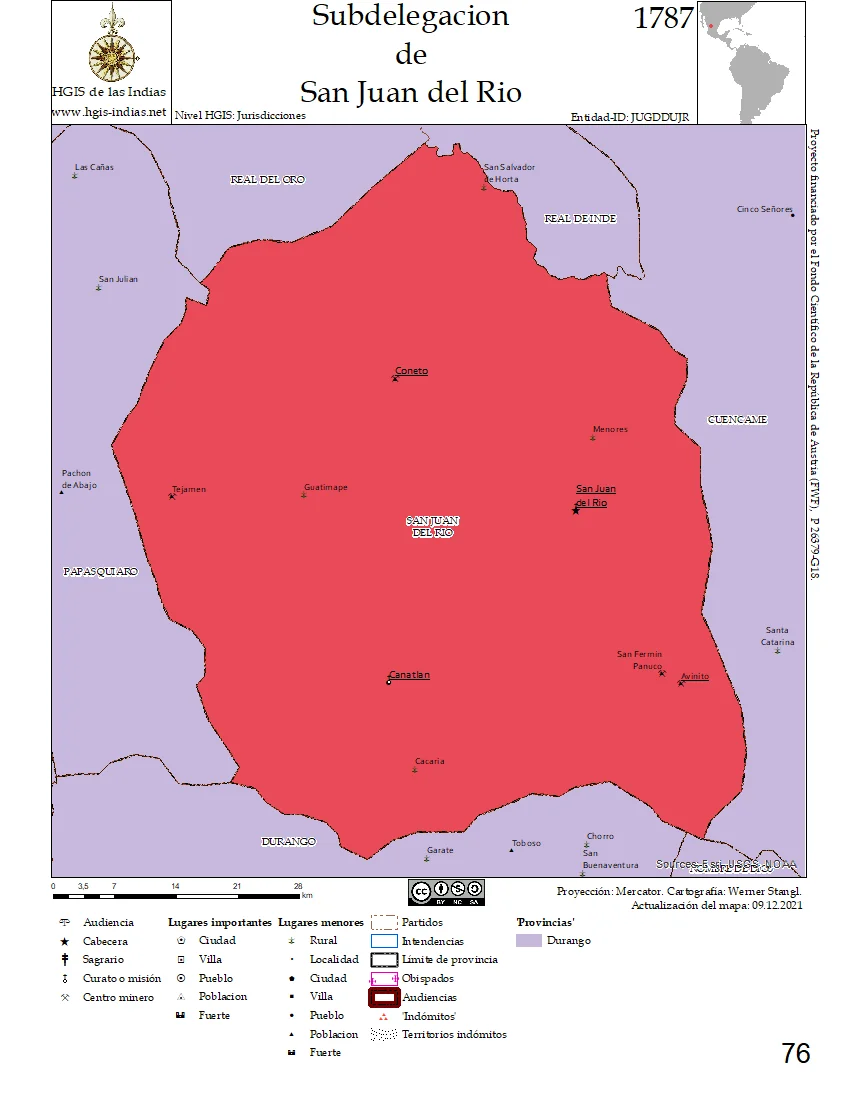 Subdelegacion
de
San Juan del Rio
1787
HGIS de las Indias
www.hgis-indias.net
Nivel HGIS: Jurisdicciones
Entidad-ID: JUGDDUJR
Proyecto financiado por el Fondo Científico de la República de Austria (FWF), P 26379-G18.
Las Cañas
REAL DEL ORO
San Salvador
de Horta
REAL DE INDE
Cinco Señores
San Julian
Coneto
CUENCAME
Menores
Pachon
de Abajo
Tejamen
Guatimape
San Juan
del Rio
SAN JUAN
DEL RIO
PAPASQUIARO
Santa
Catarina
San Fermin
Panuco
Avinito
Canatlan
Cacaria
DURANGO
Garate
Toboso
Chorro
San
Buenaventura
Sources: Esri, USGS, NOAA
NOMBRE DE DIOS
0 3,5 7 14 21 28
km
CC BY NC SA
Proyección: Mercator. Cartografía: Werner Stangl.
Actualización del mapa: 09.12.2021
Audiencia
Cabecera
Sagrario
Curato o misión
Centro minero
Lugares importantes
Ciudad
Villa
Pueblo
Poblacion
Fuerte
Lugares menores
Rural
Localidad
Ciudad
Villa
Pueblo
Poblacion
Fuerte
Partidos
Intendencias
Límite de provincia
Obispados
Audiencias
'Indómitos'
Territorios indómitos
'Provincias'
Durango
76